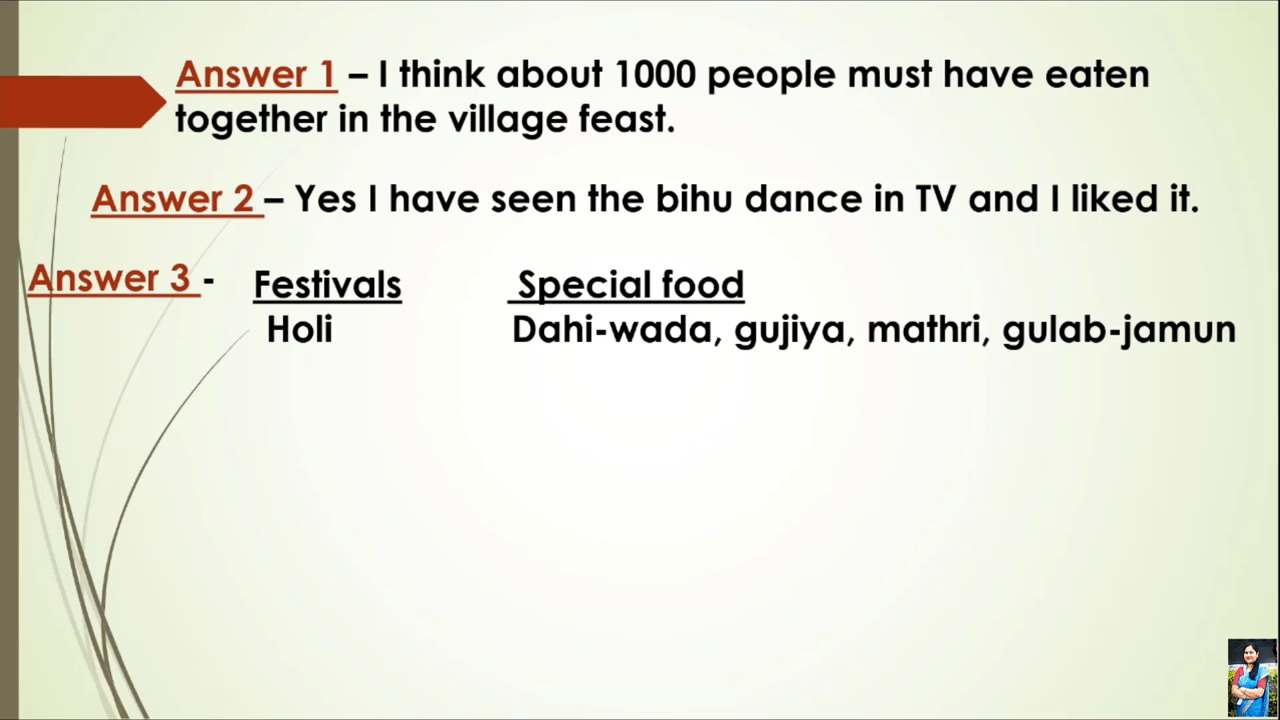 Answer 1 – I think about 1000 people must have eaten
together in the village feast.
Answer 2 – Yes I have seen the bihu dance in TV and I liked it.
Answer 3 - Festivals Special food
Holi Dahi-wada, gujiya, mathri, gulab-jamun